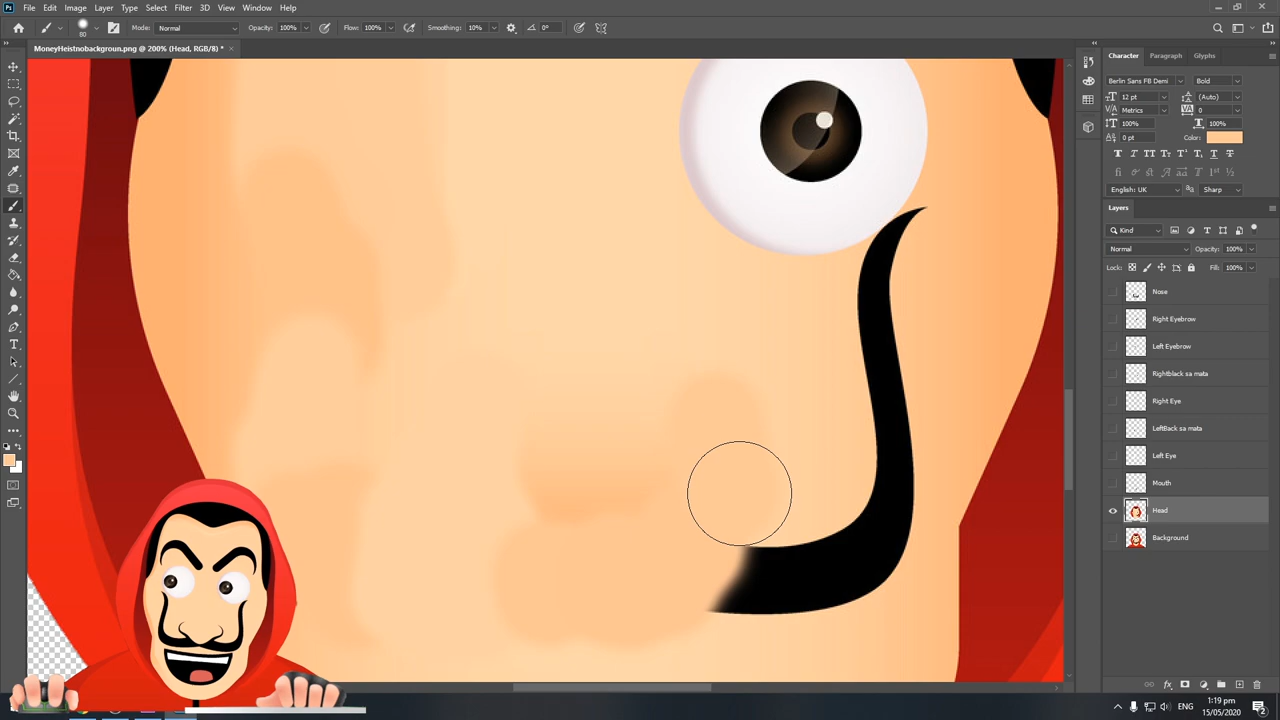 Ps File Edit Image Layer Type Select Filter 3D View Window Help
80 Mode: Normal Opacity: 100% Flow: 100% Smoothing: 10% 0°
MoneyHeistnobackgroun.png @ 200% (Head, RGB/8) *
Character Paragraph Glyphs
Berlin Sans FB Demi Bold
12 pt (Auto)
Metrics 0
100% 100%
0 pt Color:
English: UK Sharp
Layers
Kind
Normal Opacity: 100%
Lock: Fill: 100%
Nose
Right Eyebrow
Left Eyebrow
Rightblack sa mata
Right Eye
LeftBack sa mata
Left Eye
Mouth
Head
Background
ENG 1:19 pm
15/05/2020 2